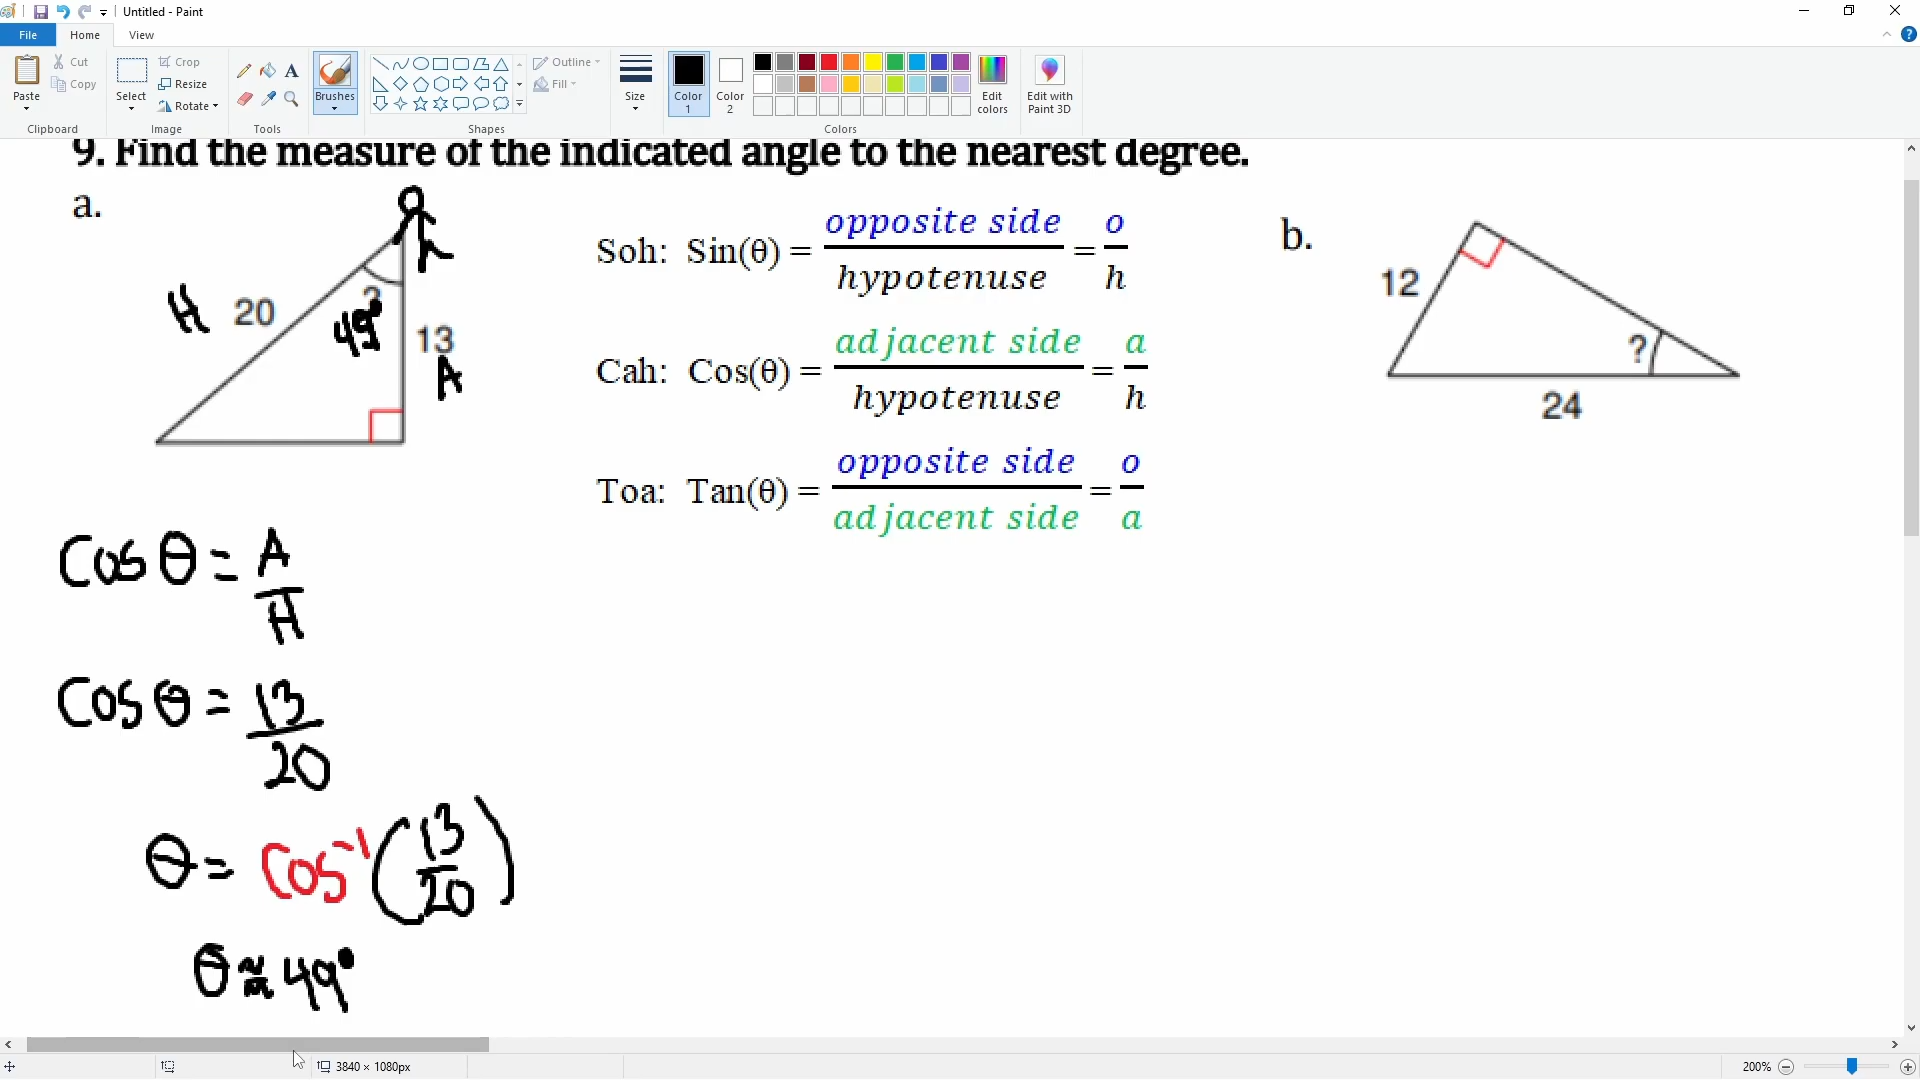 Untitled - Paint
File Home View
Paste Cut Copy Clipboard
Select Crop Resize Rotate Image
Tools
Brushes
Shapes Outline Fill
Size
Color 1 Color 2 Colors
Edit colors
Edit with Paint 3D
9. Find the measure of the indicated angle to the nearest degree.
a.
H 20
?
49°
13
A
Soh: Sin(θ) = opposite side / hypotenuse = o / h
Cah: Cos(θ) = adjacent side / hypotenuse = a / h
Toa: Tan(θ) = opposite side / adjacent side = o / a
b.
12
?
24
Cos θ = A / H
Cos θ = 13 / 20
θ = Cos⁻¹ (13 / 20)
θ ≈ 49°
3840 × 1080px
200%